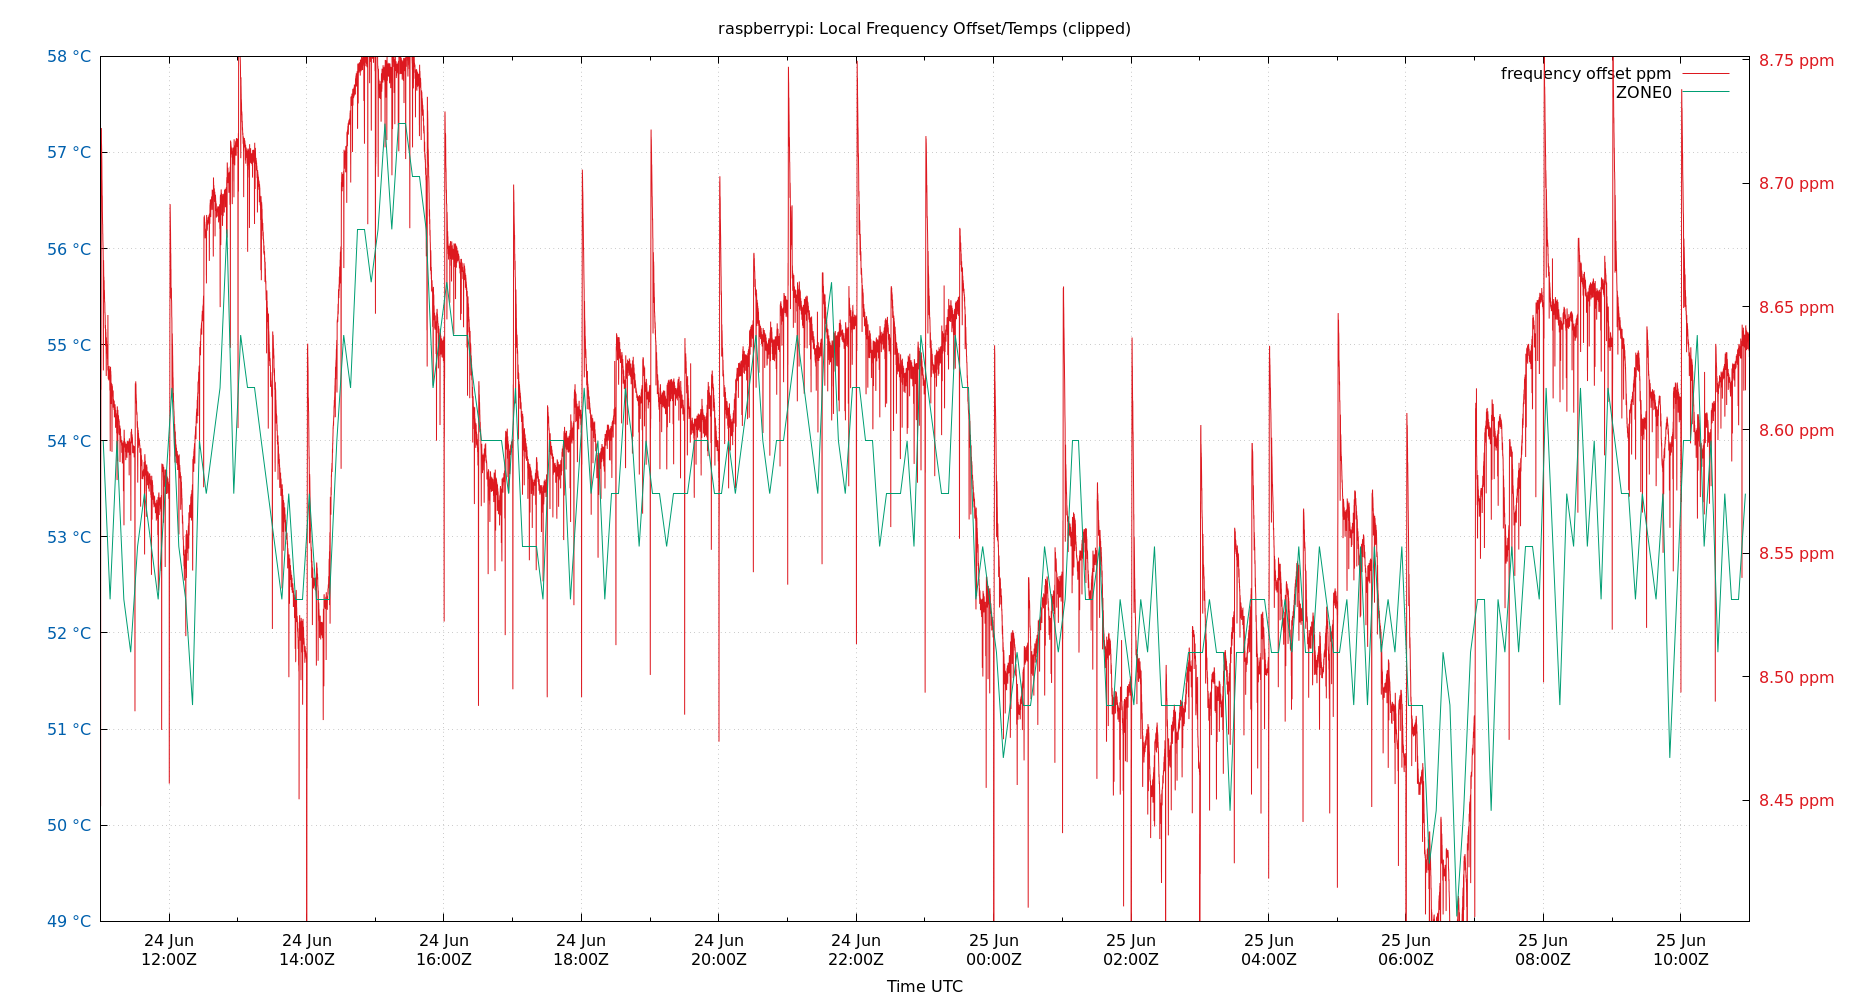 raspberrypi: Local Frequency Offset/Temps (clipped)
58 °C
57 °C
56 °C
55 °C
54 °C
53 °C
52 °C
51 °C
50 °C
49 °C
frequency offset ppm
ZONE0
8.75 ppm
8.70 ppm
8.65 ppm
8.60 ppm
8.55 ppm
8.50 ppm
8.45 ppm
24 Jun
12:00Z
24 Jun
14:00Z
24 Jun
16:00Z
24 Jun
18:00Z
24 Jun
20:00Z
24 Jun
22:00Z
25 Jun
00:00Z
25 Jun
02:00Z
25 Jun
04:00Z
25 Jun
06:00Z
25 Jun
08:00Z
25 Jun
10:00Z
Time UTC